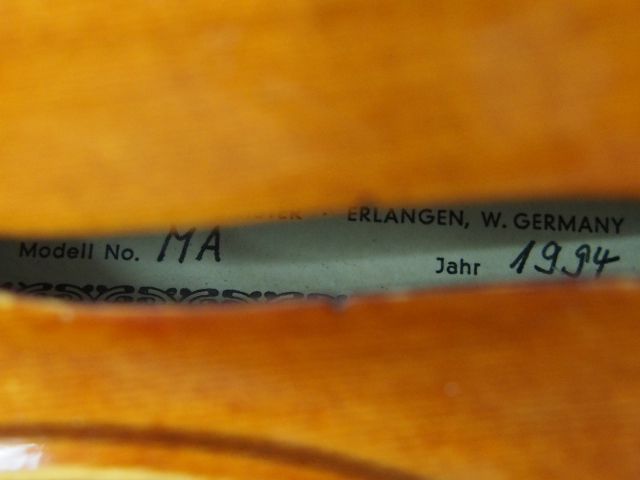 ERLANGEN, W. GERMANY
Modell No. MA
Jahr 1994